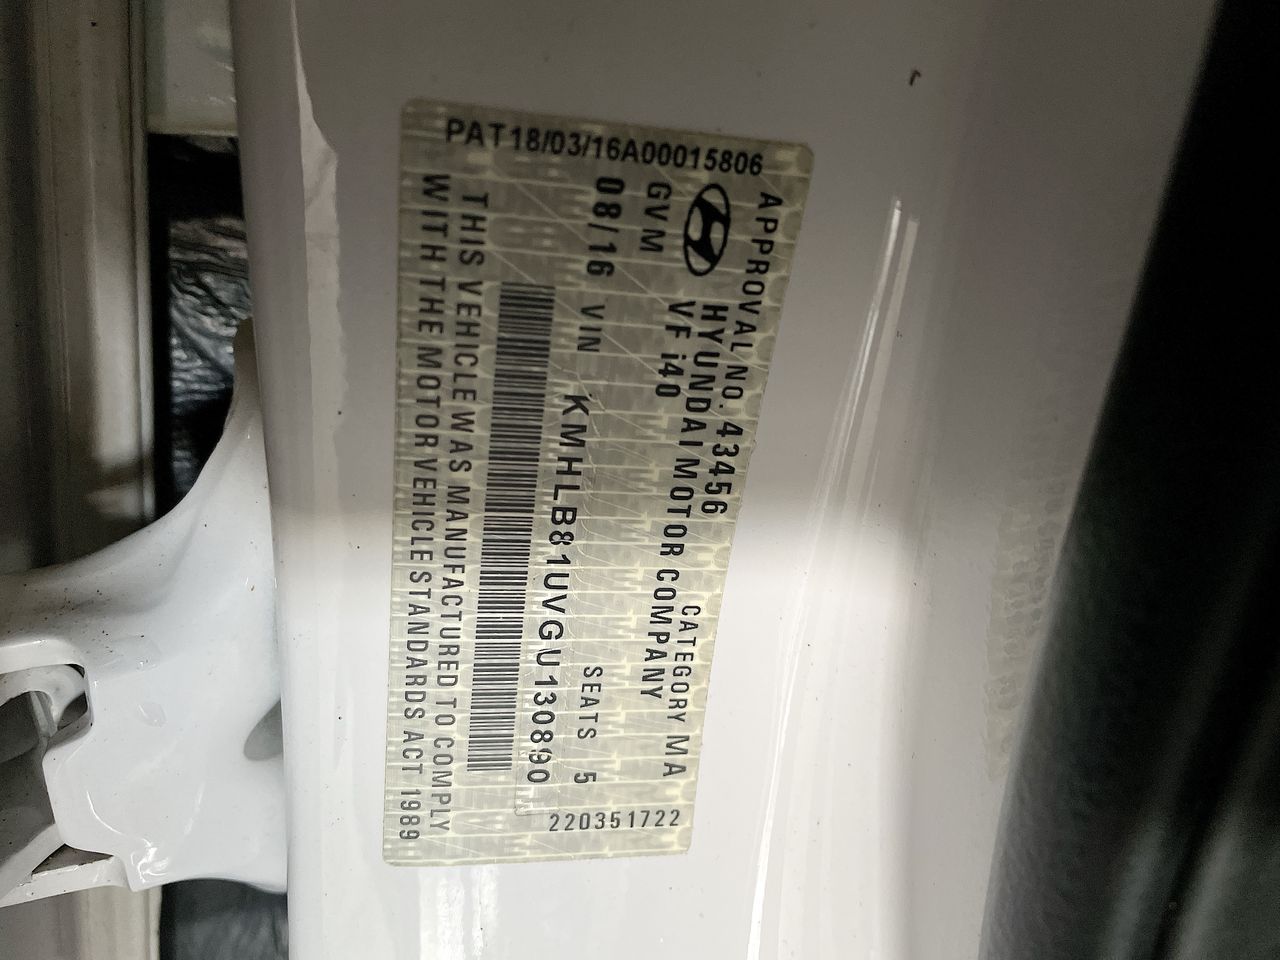 APPROVAL NO. 43456 CATEGORY MA
HYUNDAI MOTOR COMPANY
GVM VF i40 220351722
08/16 VIN SEATS 5
KMHLB81UVGU130890
THIS VEHICLE WAS MANUFACTURED TO COMPLY
WITH THE MOTOR VEHICLE STANDARDS ACT 1989
PAT18/03/16A00015806